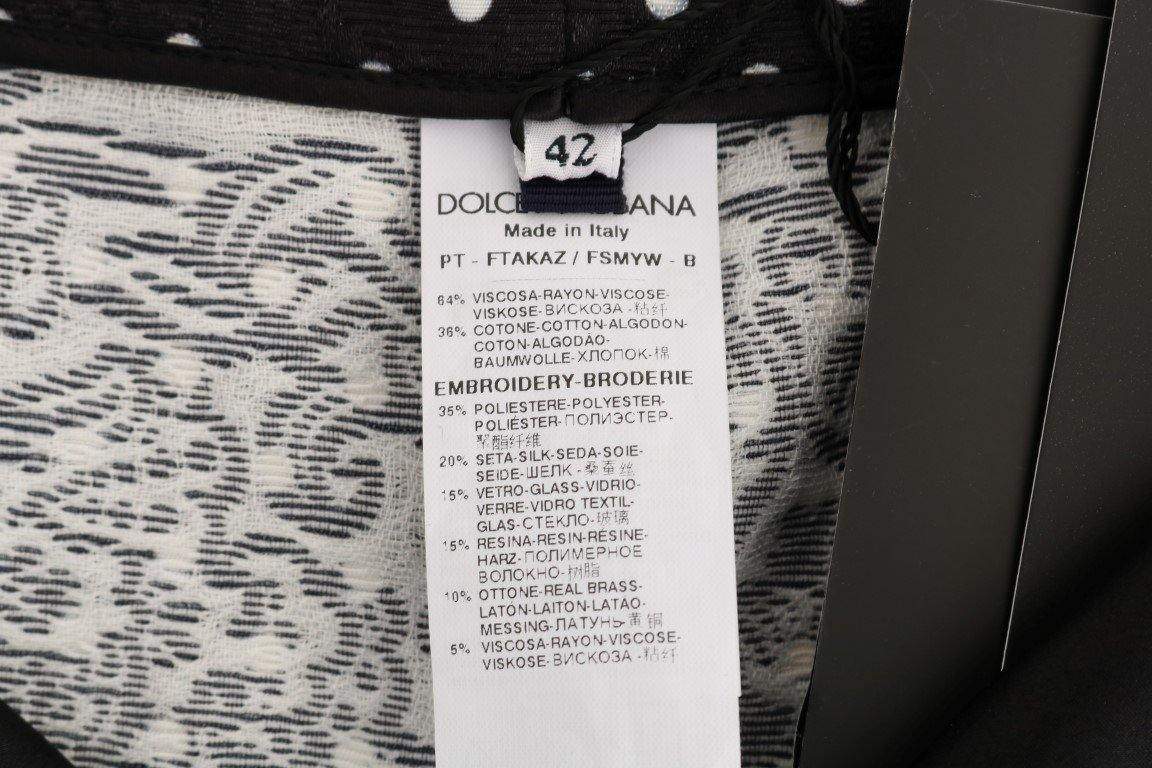 42
DOLCE BANA
Made in Italy
PT - FTAKAZ / FSMYW - B
64% VISCOSA-RAYON-VISCOSE-
VISKOSE-ВИСКОЗА -粘纤
36% COTONE-COTTON-ALGODON-
COTON-ALGODÃO-
BAUMWOLLE-ХЛОПОК-棉
EMBROIDERY-BRODERIE
35% POLIESTERE-POLYESTER-
POLIÉSTER-ПОЛИЭСТЕР-
聚酯纤维
20% SETA-SILK-SEDA-SOIE-
SEIDE-ШЕЛК -桑蚕丝
15% VETRO-GLASS-VIDRIO-
VERRE-VIDRO TEXTIL-
GLAS-СТЕКЛО-玻璃
15% RESINA-RESIN-RÉSINE-
HARZ-ПОЛИМЕРНОЕ
ВОЛОКНО-树脂
10% OTTONE-REAL BRASS-
LATÓN-LAITON-LATAO-
MESSING-ЛАТУНЬ-黄铜
5% VISCOSA-RAYON-VISCOSE-
VISKOSE-ВИСКОЗА -粘纤